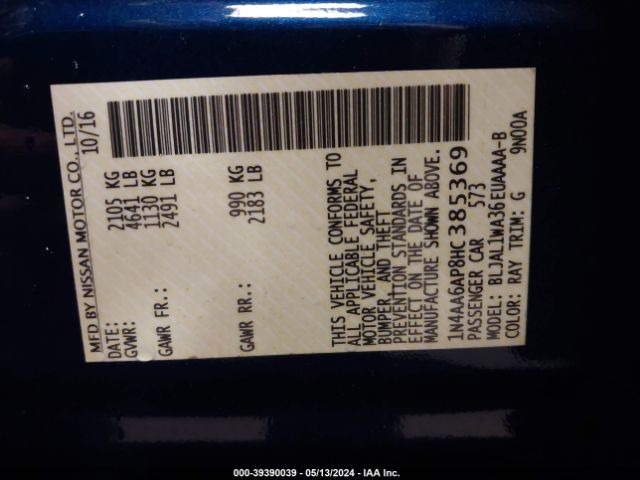 MFD BY NISSAN MOTOR CO., LTD.
DATE: 10/16
GVWR: 2105 KG
4641 LB
GAWR FR.: 1130 KG
2491 LB
GAWR RR.: 990 KG
2183 LB
THIS VEHICLE CONFORMS TO
ALL APPLICABLE FEDERAL
MOTOR VEHICLE SAFETY,
BUMPER, AND THEFT
PREVENTION STANDARDS IN
EFFECT ON THE DATE OF
MANUFACTURE SHOWN ABOVE.
1N4AA6AP8HC385369
PASSENGER CAR 573
MODEL: BLJAL1WA36EUAAAA-B
COLOR: RAY TRIM: G 9N00A
000-39390039 - 05/13/2024 - IAA Inc.